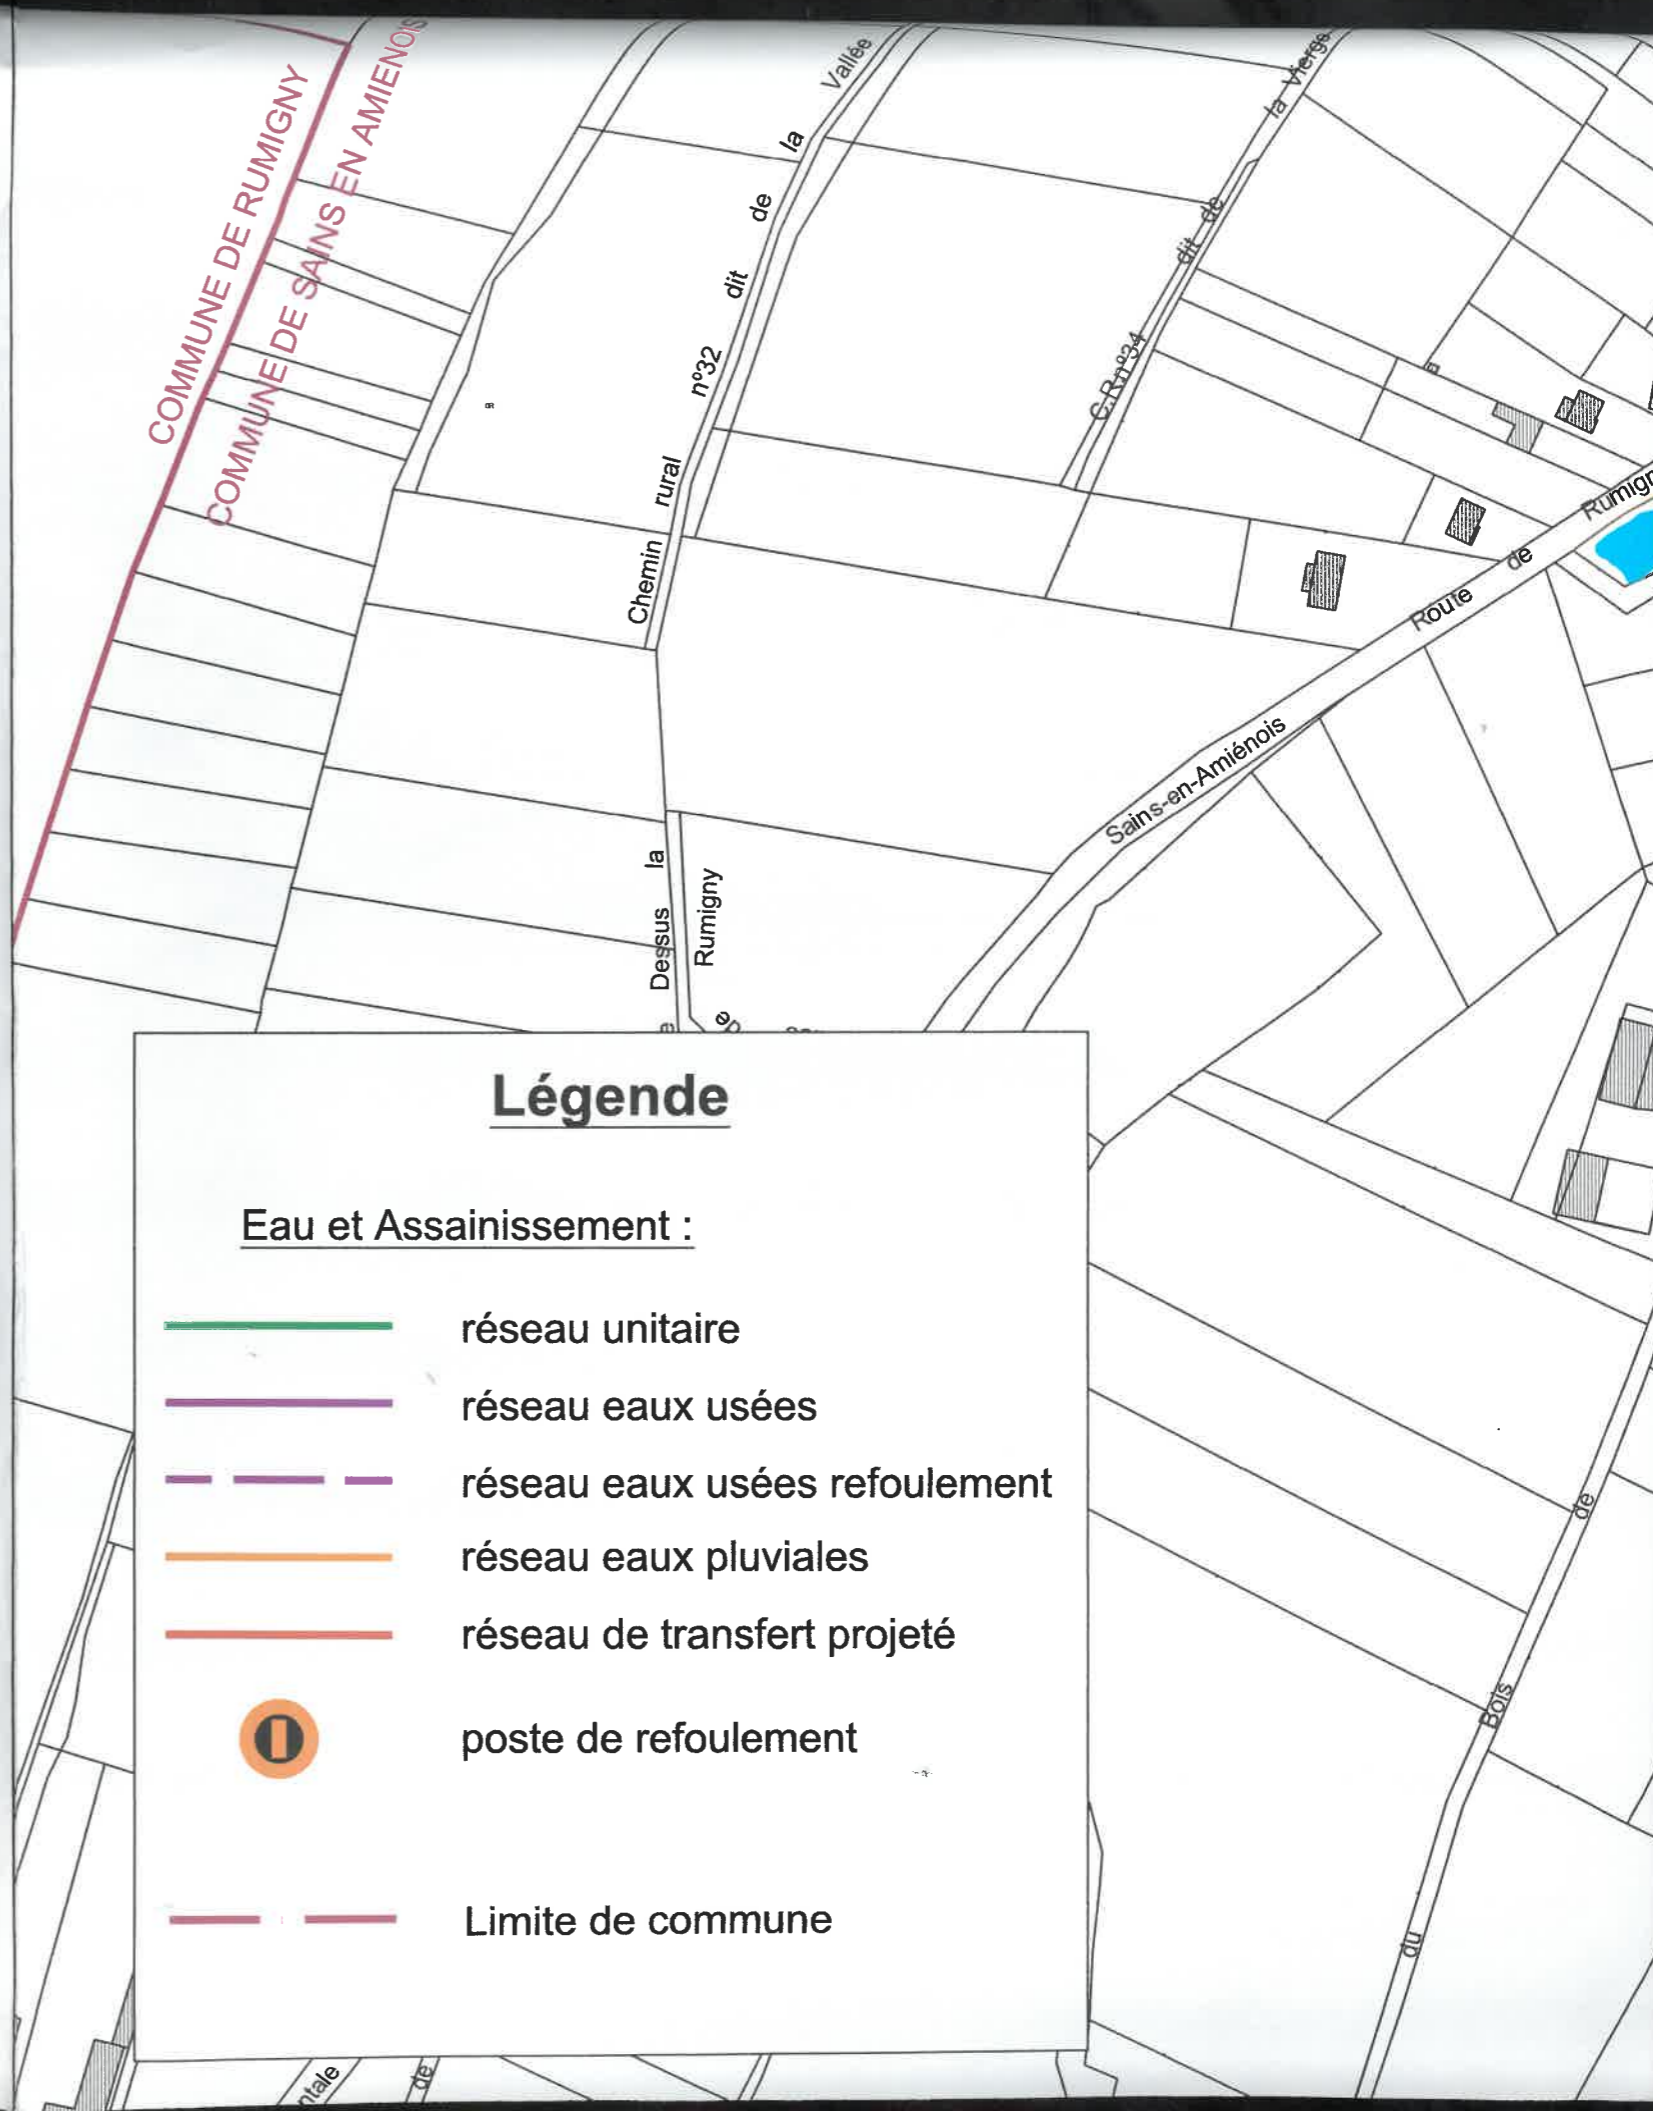 COMMUNE DE RUMIGNY
COMMUNE DE SAINS EN AMIENOIS
Chemin rural n°32 dit de la Vallée
C.R.n°34 dit de la Vierge
Sains-en-Amiénois
Route de
Dessus la
Rumigny
Légende
Eau et Assainissement :
réseau unitaire
réseau eaux usées
réseau eaux usées refoulement
réseau eaux pluviales
réseau de transfert projeté
poste de refoulement
Limite de commune
du Bois de
de